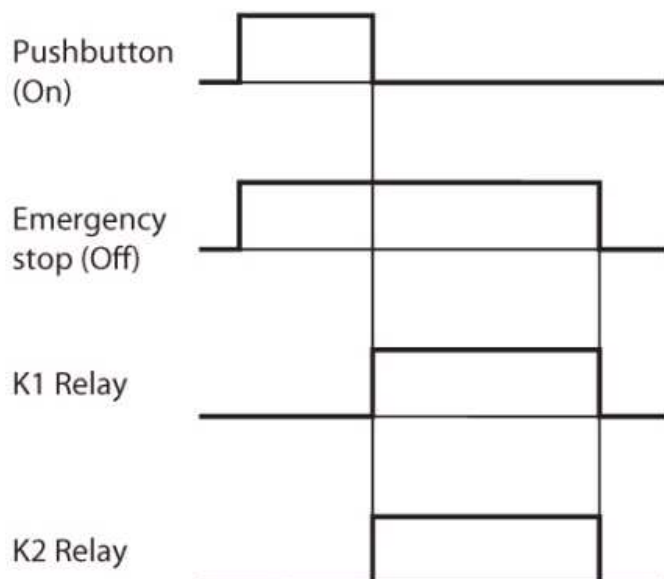 Pushbutton
(On)
Emergency
stop (Off)
K1 Relay
K2 Relay